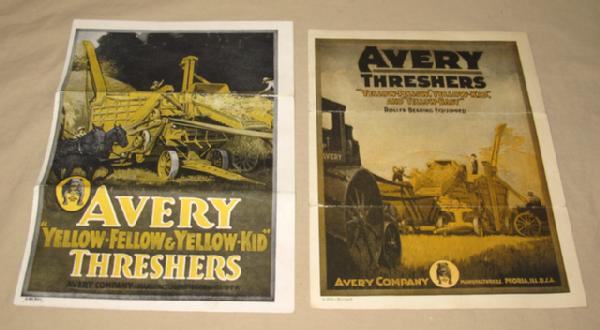 AVERY
"YELLOW-FELLOW & YELLOW-KID"
THRESHERS
AVERY COMPANY
AVERY
THRESHERS
"YELLOW-FELLOW, YELLOW-KID,
AND YELLOW-BABY"
ROLLER BEARING EQUIPPED
AVERY
AVERY COMPANY MANUFACTURERS PEORIA, ILL. U.S.A.